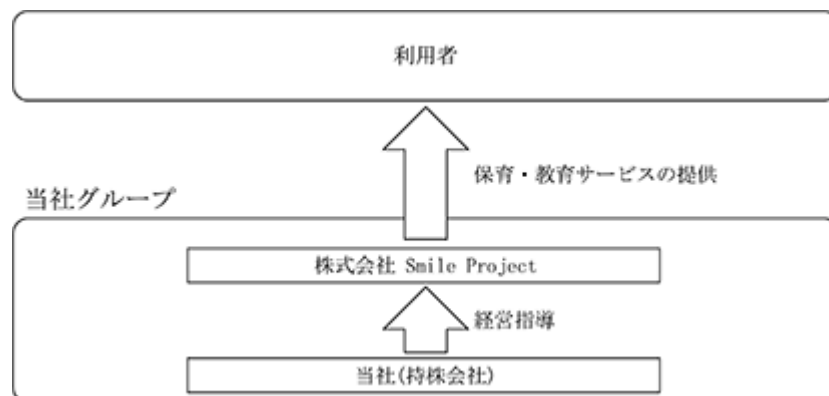 利用者
保育・教育サービスの提供
当社グループ
株式会社 Smile Project
経営指導
当社(持株会社)